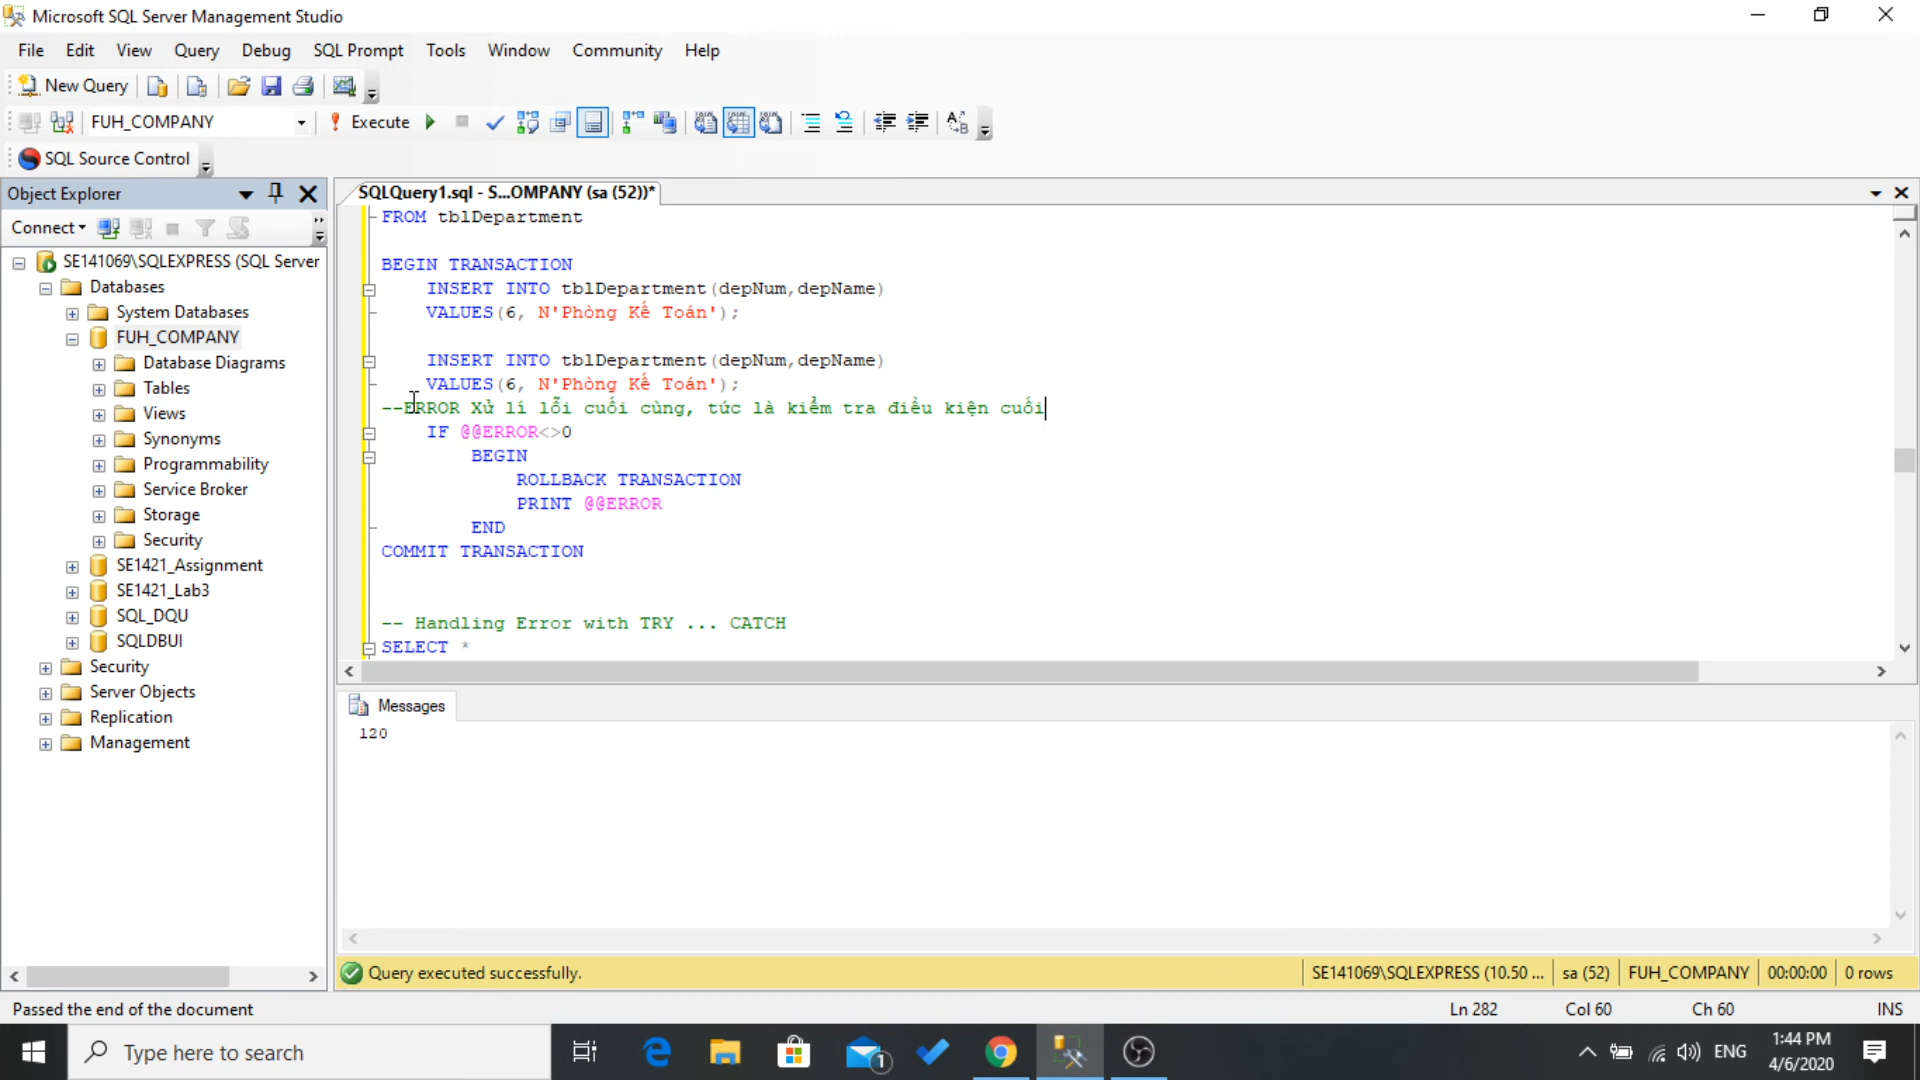 Microsoft SQL Server Management Studio
File Edit View Query Debug SQL Prompt Tools Window Community Help
New Query
FUH_COMPANY Execute
SQL Source Control
Object Explorer
Connect
SE141069\SQLEXPRESS (SQL Server
Databases
System Databases
FUH_COMPANY
Database Diagrams
Tables
Views
Synonyms
Programmability
Service Broker
Storage
Security
SE1421_Assignment
SE1421_Lab3
SQL_DQU
SQLDBUI
Security
Server Objects
Replication
Management
SQLQuery1.sql - S...OMPANY (sa (52))*
FROM tblDepartment
BEGIN TRANSACTION
INSERT INTO tblDepartment(depNum,depName)
VALUES(6, N'Phòng Kế Toán');
INSERT INTO tblDepartment(depNum,depName)
VALUES(6, N'Phòng Kế Toán');
--ERROR Xử lí lỗi cuối cùng, tức là kiểm tra điều kiện cuối
IF @@ERROR<>0
BEGIN
ROLLBACK TRANSACTION
PRINT @@ERROR
END
COMMIT TRANSACTION
-- Handling Error with TRY ... CATCH
SELECT *
Messages
120
Query executed successfully. SE141069\SQLEXPRESS (10.50 ... sa (52) FUH_COMPANY 00:00:00 0 rows
Passed the end of the document Ln 282 Col 60 Ch 60 INS
Type here to search 1 ENG 1:44 PM
4/6/2020